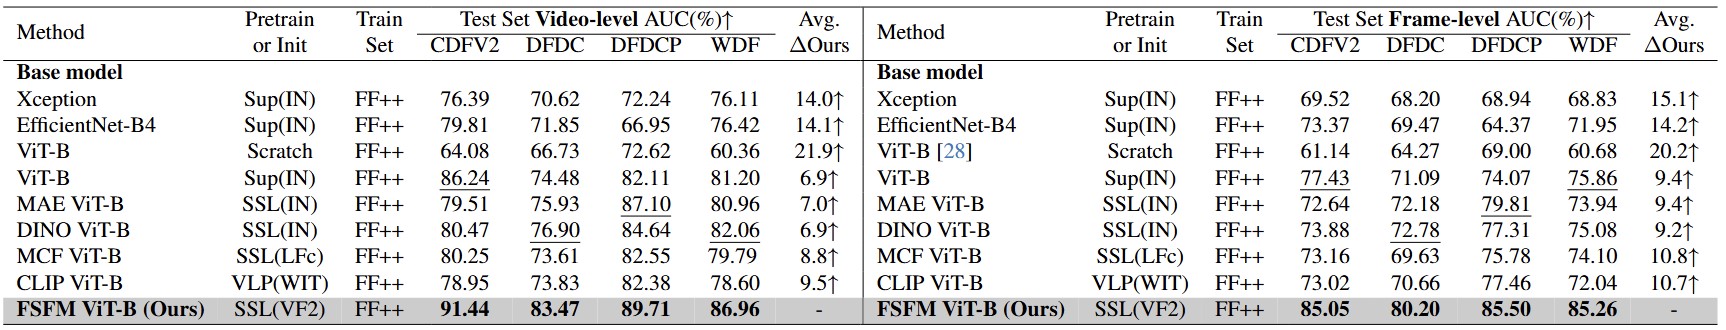 Method Pretrain or Init Train Set Test Set Video-level AUC(%)↑ Avg. ΔOurs
CDFV2 DFDC DFDCP WDF
Base model
Xception Sup(IN) FF++ 76.39 70.62 72.24 76.11 14.0↑
EfficientNet-B4 Sup(IN) FF++ 79.81 71.85 66.95 76.42 14.1↑
ViT-B Scratch FF++ 64.08 66.73 72.62 60.36 21.9↑
ViT-B Sup(IN) FF++ 86.24 74.48 82.11 81.20 6.9↑
MAE ViT-B SSL(IN) FF++ 79.51 75.93 87.10 80.96 7.0↑
DINO ViT-B SSL(IN) FF++ 80.47 76.90 84.64 82.06 6.9↑
MCF ViT-B SSL(LFc) FF++ 80.25 73.61 82.55 79.79 8.8↑
CLIP ViT-B VLP(WIT) FF++ 78.95 73.83 82.38 78.60 9.5↑
FSFM ViT-B (Ours) SSL(VF2) FF++ 91.44 83.47 89.71 86.96 -
Method Pretrain or Init Train Set Test Set Frame-level AUC(%)↑ Avg. ΔOurs
CDFV2 DFDC DFDCP WDF
Base model
Xception Sup(IN) FF++ 69.52 68.20 68.94 68.83 15.1↑
EfficientNet-B4 Sup(IN) FF++ 73.37 69.47 64.37 71.95 14.2↑
ViT-B [28] Scratch FF++ 61.14 64.27 69.00 60.68 20.2↑
ViT-B Sup(IN) FF++ 77.43 71.09 74.07 75.86 9.4↑
MAE ViT-B SSL(IN) FF++ 72.64 72.18 79.81 73.94 9.4↑
DINO ViT-B SSL(IN) FF++ 73.88 72.78 77.31 75.08 9.2↑
MCF ViT-B SSL(LFc) FF++ 73.16 69.63 75.78 74.10 10.8↑
CLIP ViT-B VLP(WIT) FF++ 73.02 70.66 77.46 72.04 10.7↑
FSFM ViT-B (Ours) SSL(VF2) FF++ 85.05 80.20 85.50 85.26 -